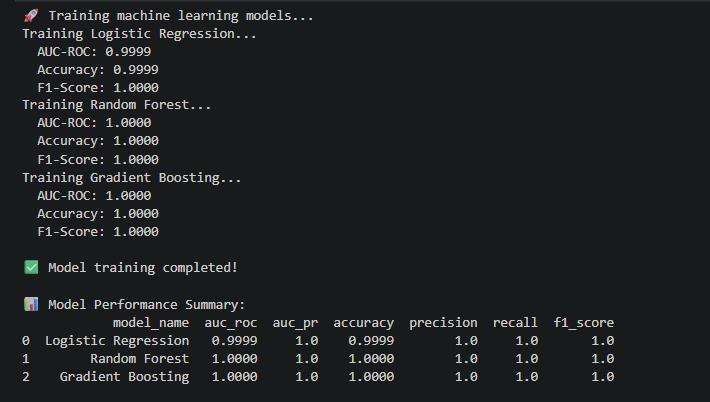 🚀 Training machine learning models...
Training Logistic Regression...
AUC-ROC: 0.9999
Accuracy: 0.9999
F1-Score: 1.0000
Training Random Forest...
AUC-ROC: 1.0000
Accuracy: 1.0000
F1-Score: 1.0000
Training Gradient Boosting...
AUC-ROC: 1.0000
Accuracy: 1.0000
F1-Score: 1.0000
✅ Model training completed!
📊 Model Performance Summary:
model_name auc_roc auc_pr accuracy precision recall f1_score
0 Logistic Regression 0.9999 1.0 0.9999 1.0 1.0 1.0
1 Random Forest 1.0000 1.0 1.0000 1.0 1.0 1.0
2 Gradient Boosting 1.0000 1.0 1.0000 1.0 1.0 1.0